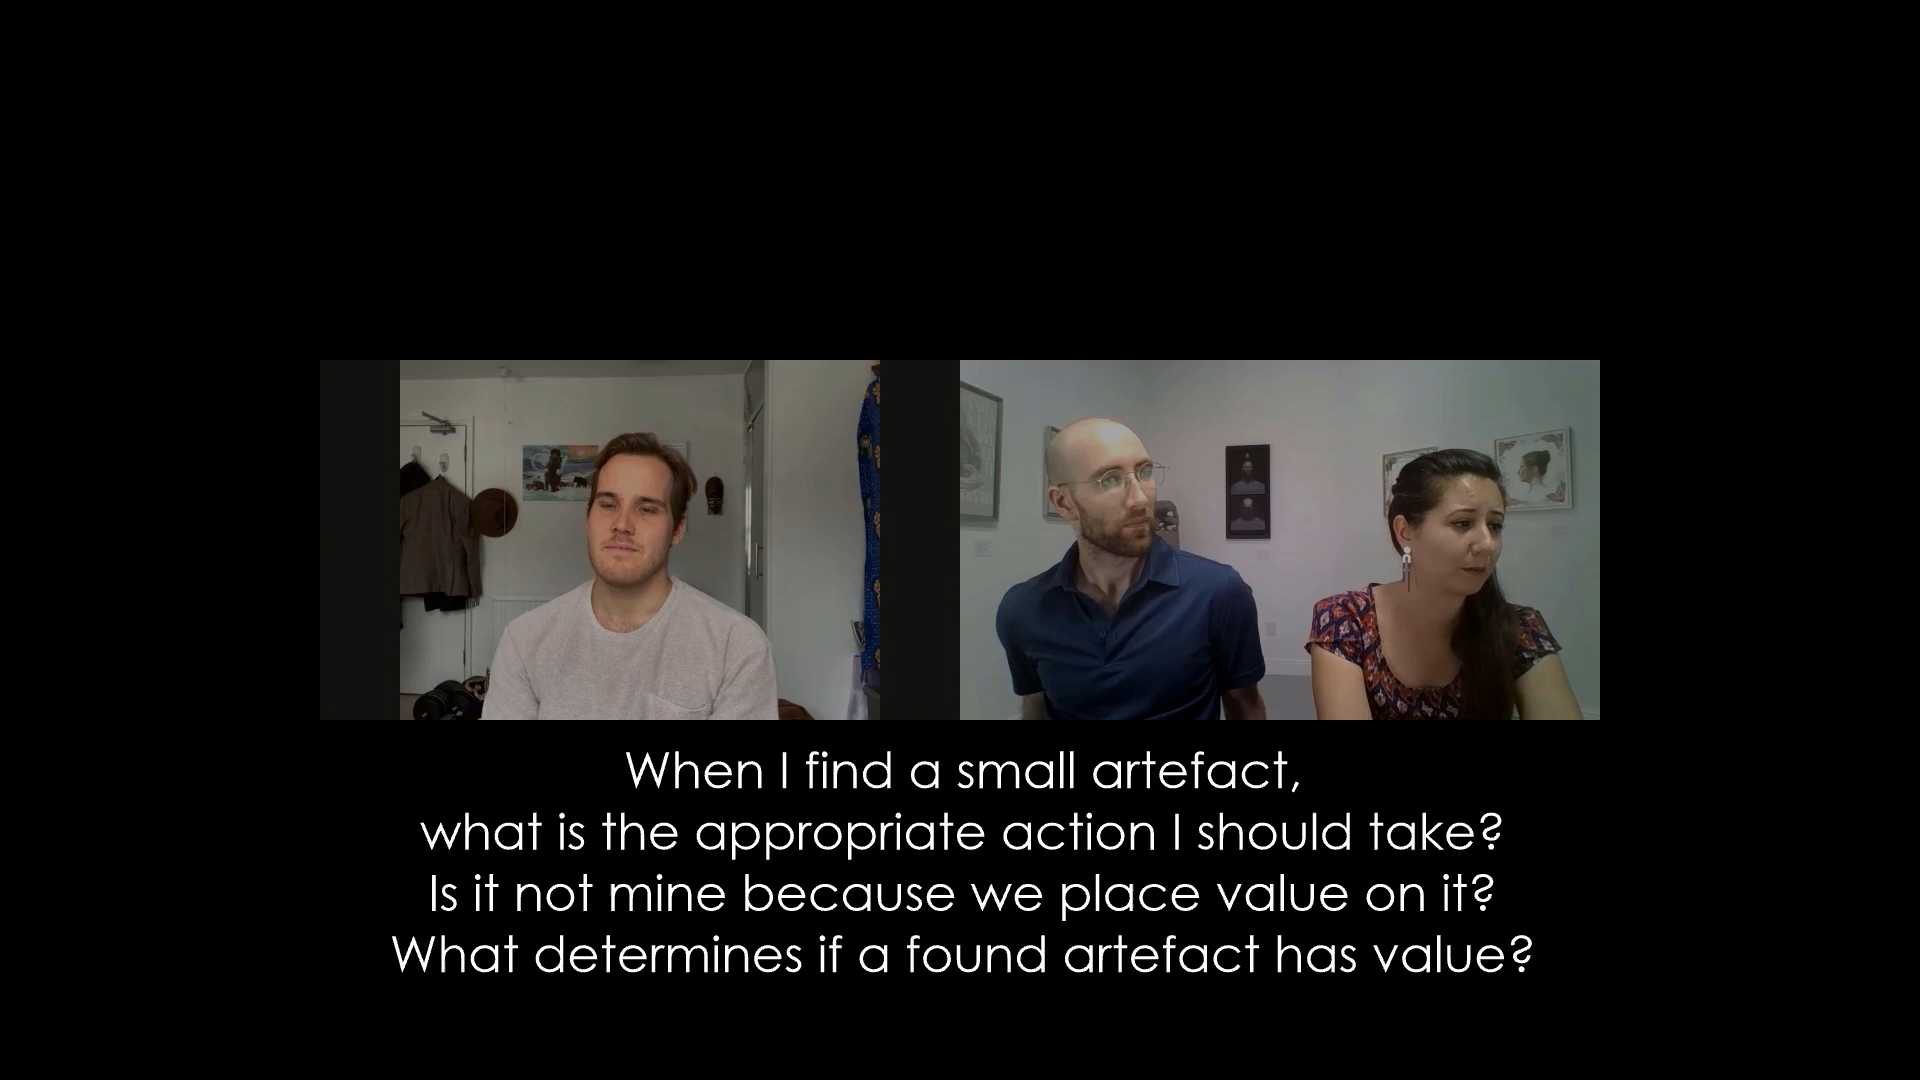 When I find a small artefact,
what is the appropriate action I should take?
Is it not mine because we place value on it?
What determines if a found artefact has value?